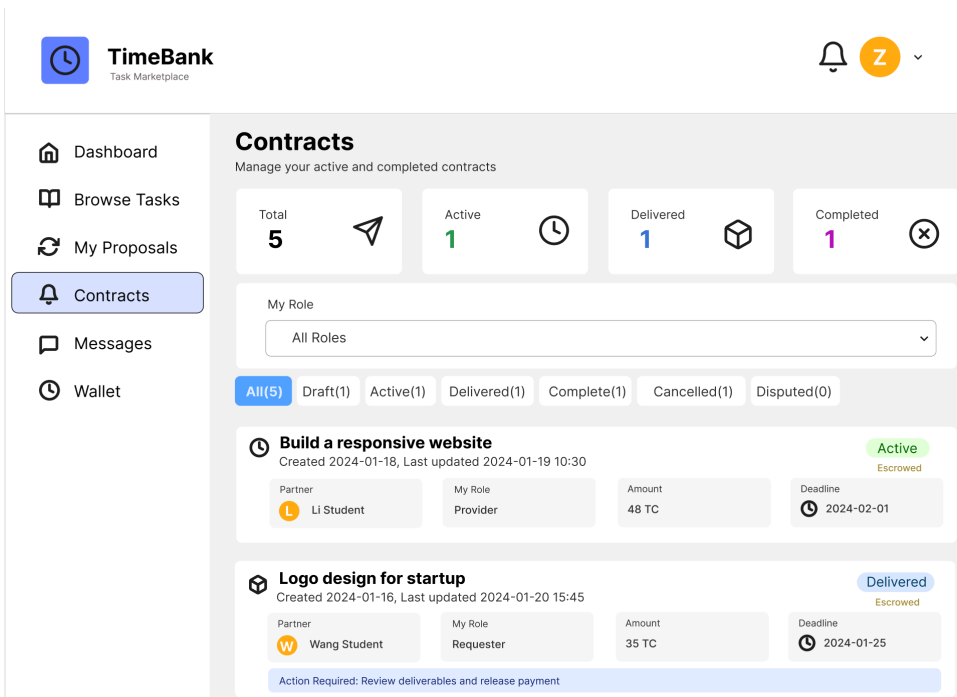 TimeBank
Task Marketplace
Z
Dashboard
Browse Tasks
My Proposals
Contracts
Messages
Wallet
Contracts
Manage your active and completed contracts
Total
5
Active
1
Delivered
1
Completed
1
My Role
All Roles
All(5) Draft(1) Active(1) Delivered(1) Complete(1) Cancelled(1) Disputed(0)
Build a responsive website
Created 2024-01-18, Last updated 2024-01-19 10:30
Active
Escrowed
Partner
L Li Student
My Role
Provider
Amount
48 TC
Deadline
2024-02-01
Logo design for startup
Created 2024-01-16, Last updated 2024-01-20 15:45
Delivered
Escrowed
Partner
W Wang Student
My Role
Requester
Amount
35 TC
Deadline
2024-01-25
Action Required: Review deliverables and release payment